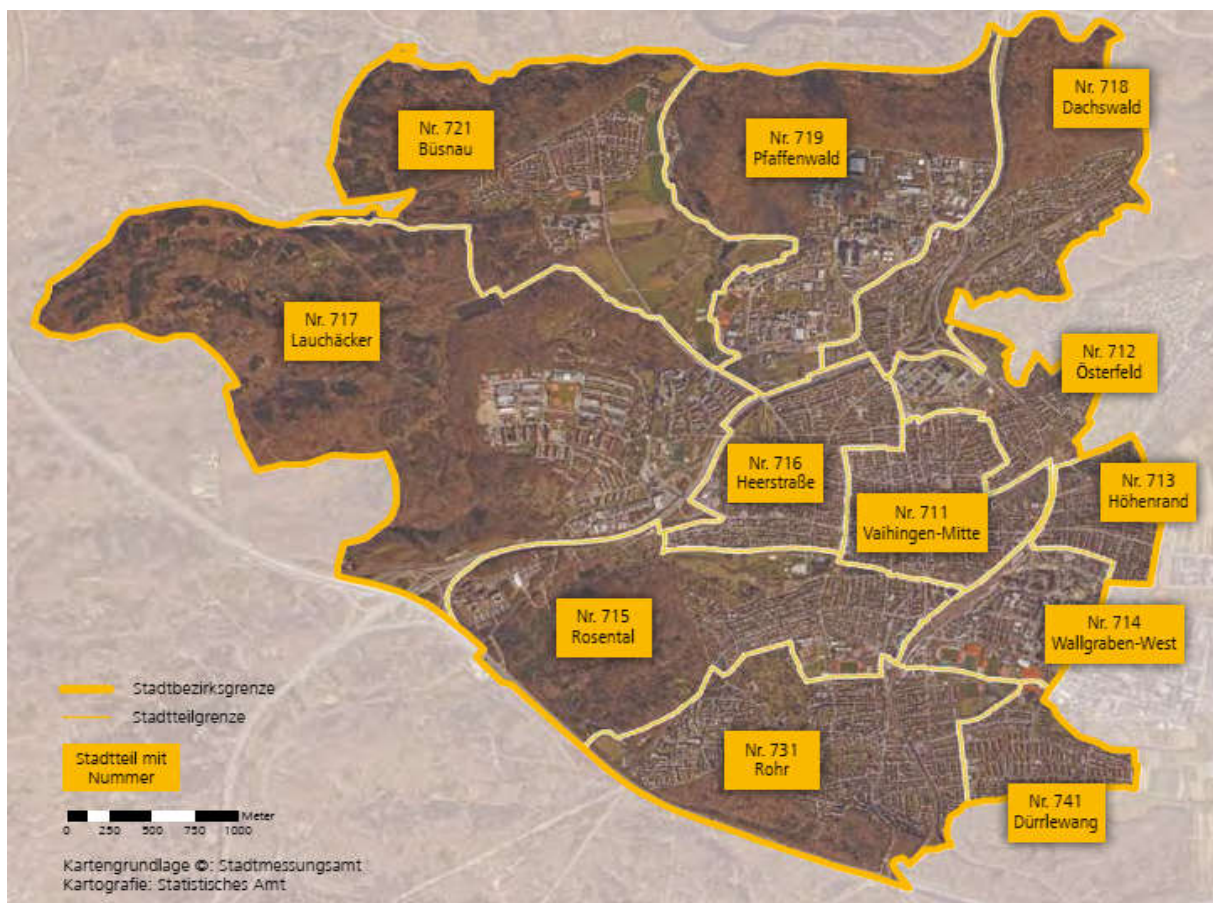 Nr. 718
Dachswald
Nr. 721
Büsnau
Nr. 719
Pfaffenwald
Nr. 717
Lauchäcker
Nr. 712
Österfeld
Nr. 716
Heerstraße
Nr. 713
Höhenrand
Nr. 711
Vaihingen-Mitte
Nr. 715
Rosental
Nr. 714
Wallgraben-West
Stadtbezirksgrenze
Stadtteilgrenze
Stadtteil mit
Nummer
Nr. 731
Rohr
Nr. 741
Dürrlewang
Meter
0 250 500 750 1000
Kartengrundlage ©: Stadtmessungsamt
Kartografie: Statistisches Amt